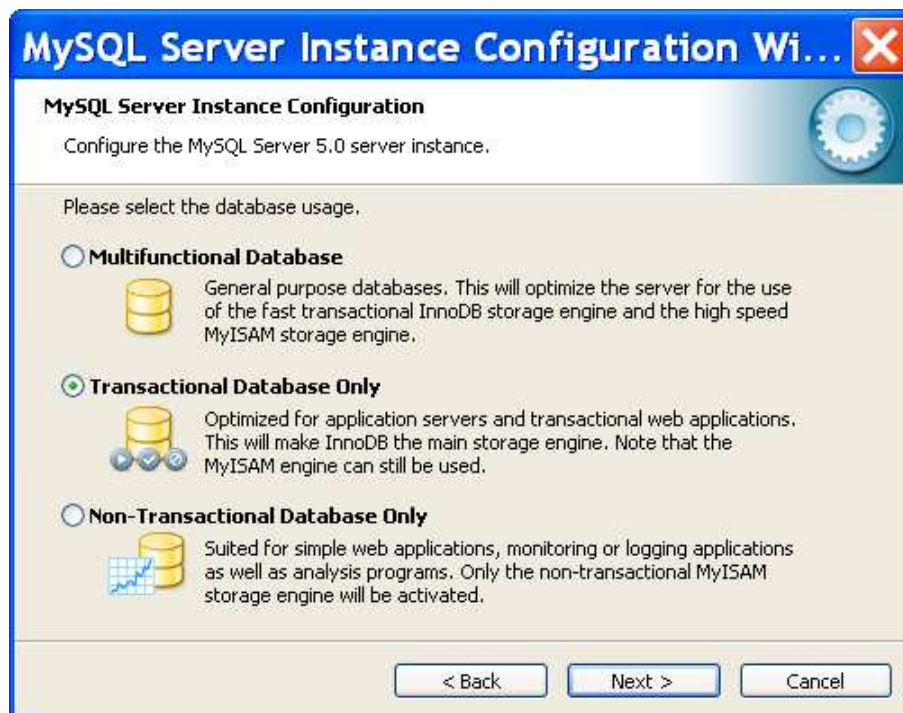 MySQL Server Instance Configuration Wi...
MySQL Server Instance Configuration
Configure the MySQL Server 5.0 server instance.
Please select the database usage.
Multifunctional Database
General purpose databases. This will optimize the server for the use
of the fast transactional InnoDB storage engine and the high speed
MyISAM storage engine.
Transactional Database Only
Optimized for application servers and transactional web applications.
This will make InnoDB the main storage engine. Note that the
MyISAM engine can still be used.
Non-Transactional Database Only
Suited for simple web applications, monitoring or logging applications
as well as analysis programs. Only the non-transactional MyISAM
storage engine will be activated.
< Back Next > Cancel